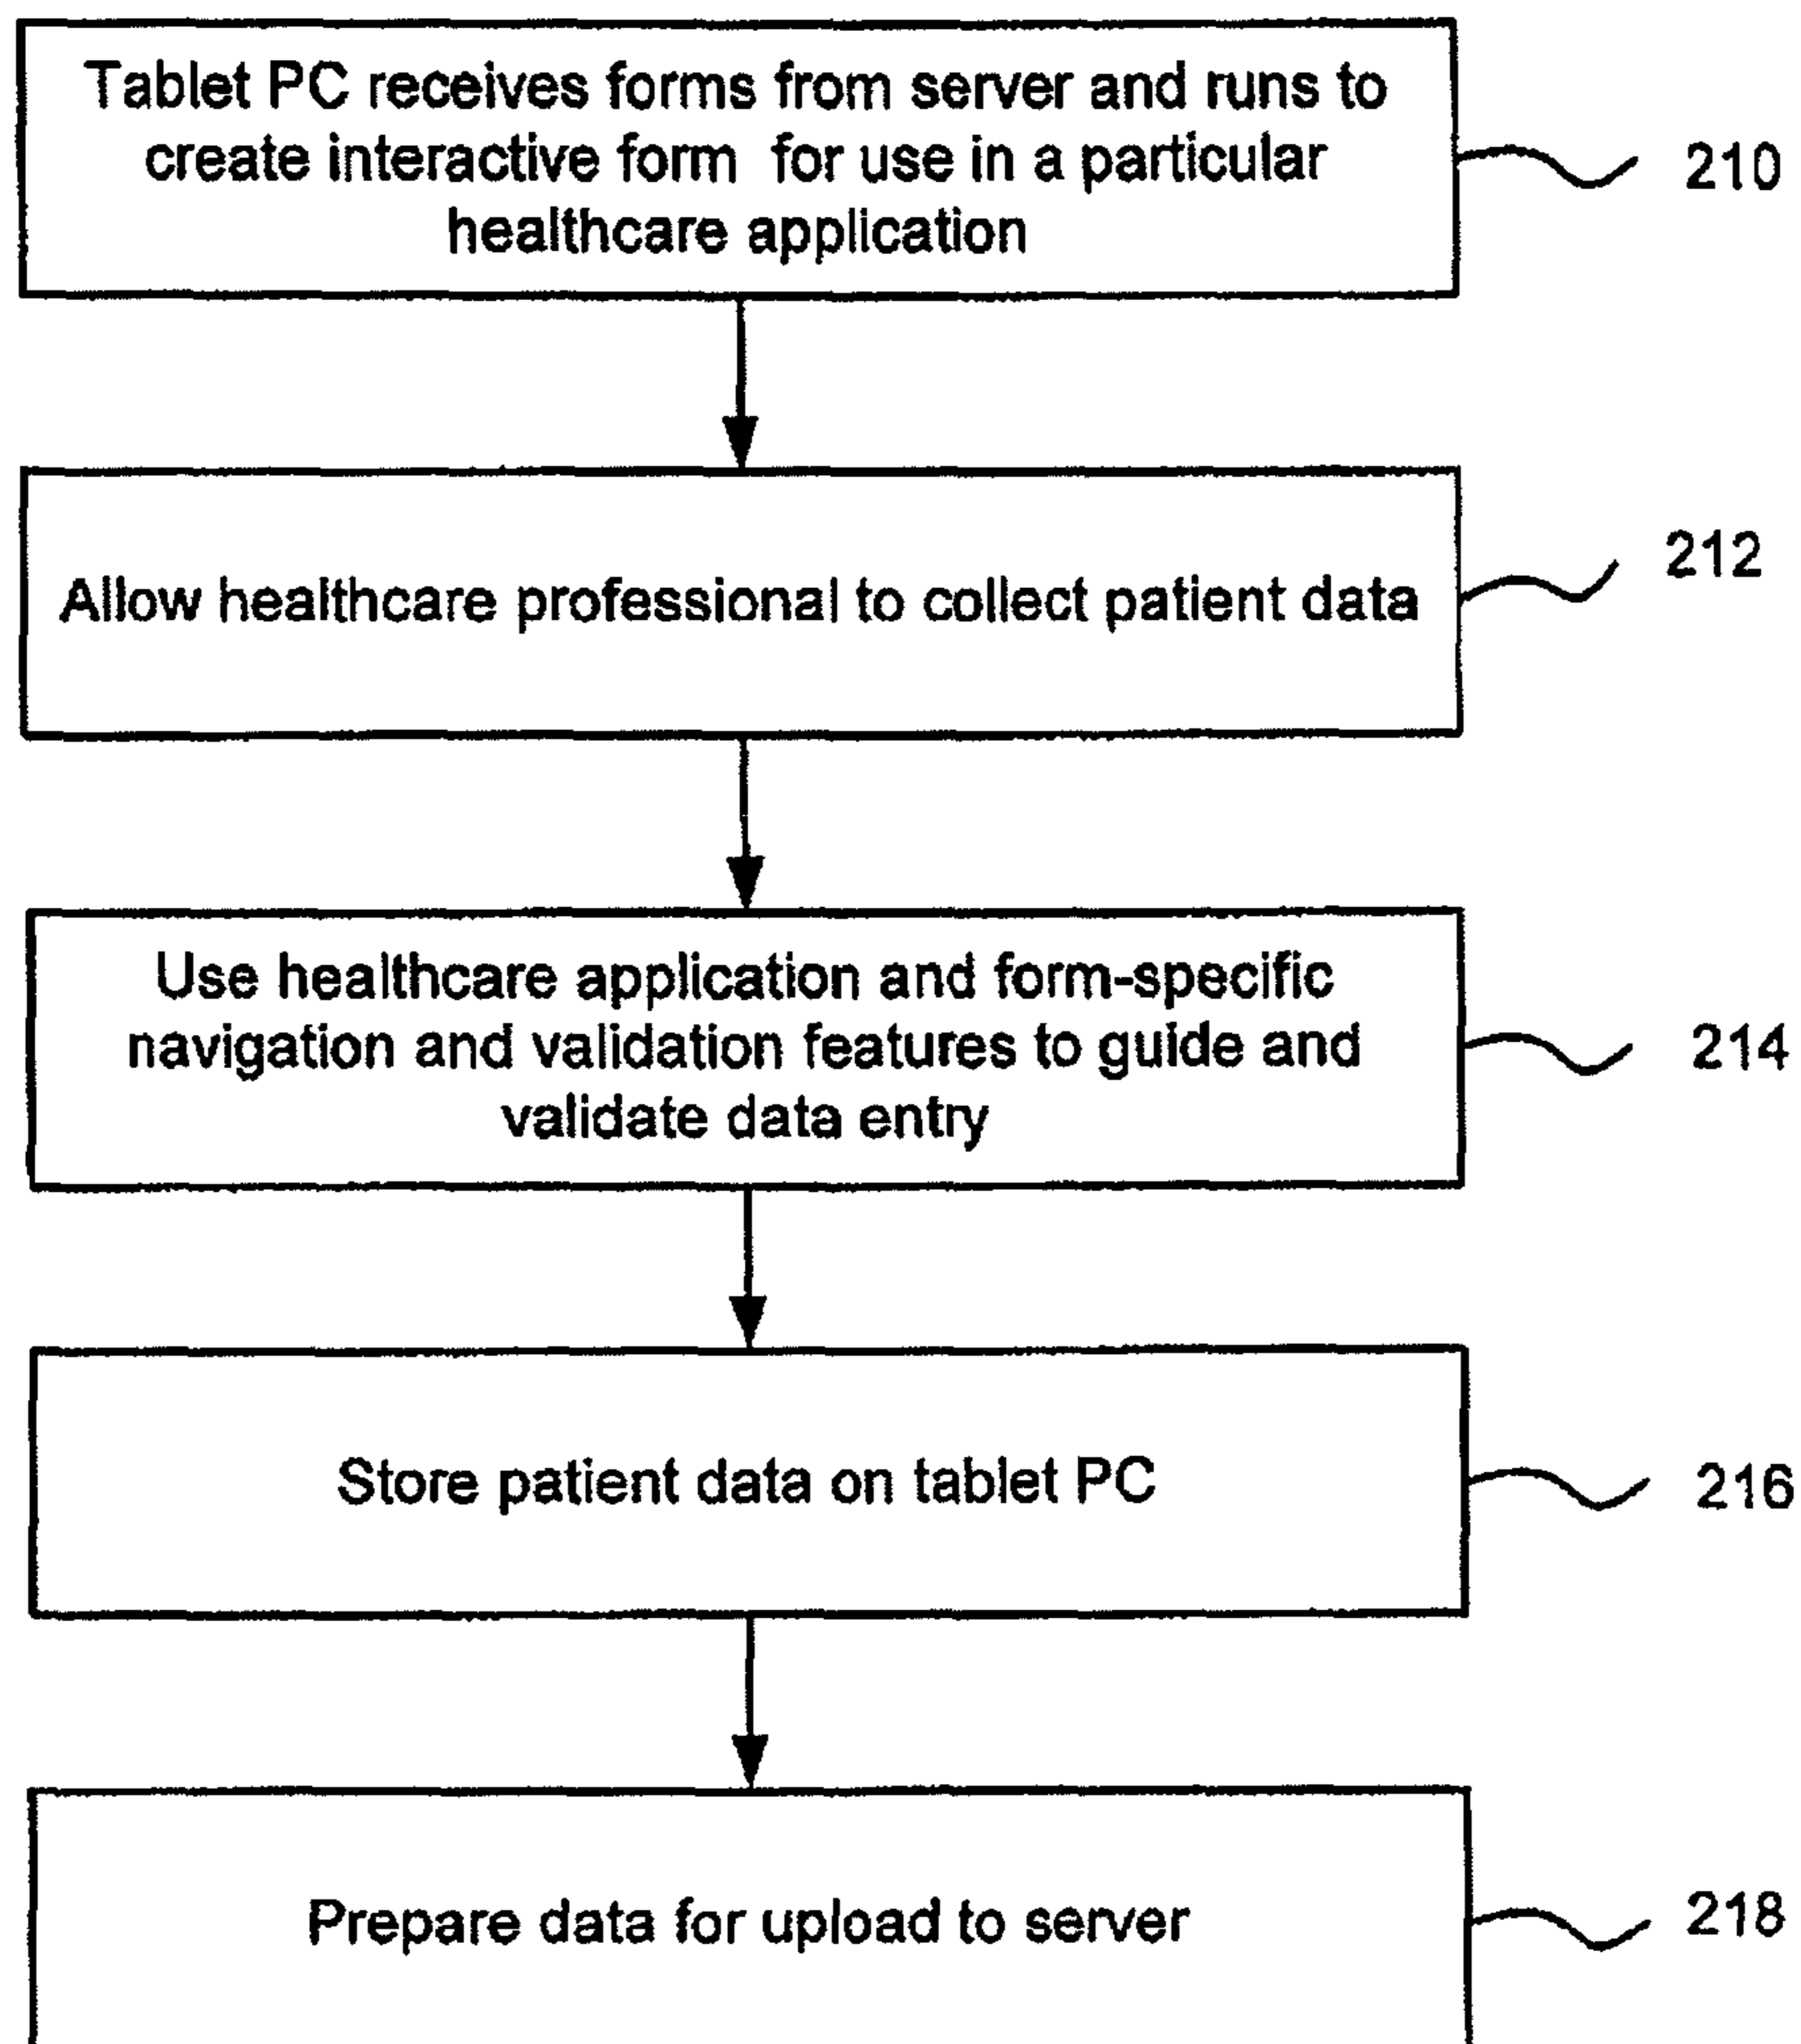 Tablet PC receives forms from server and runs to
create interactive form for use in a particular
healthcare application
210
Allow healthcare professional to collect patient data
212
Use healthcare application and form-specific
navigation and validation features to guide and
validate data entry
214
Store patient data on tablet PC
216
Prepare data for upload to server
218